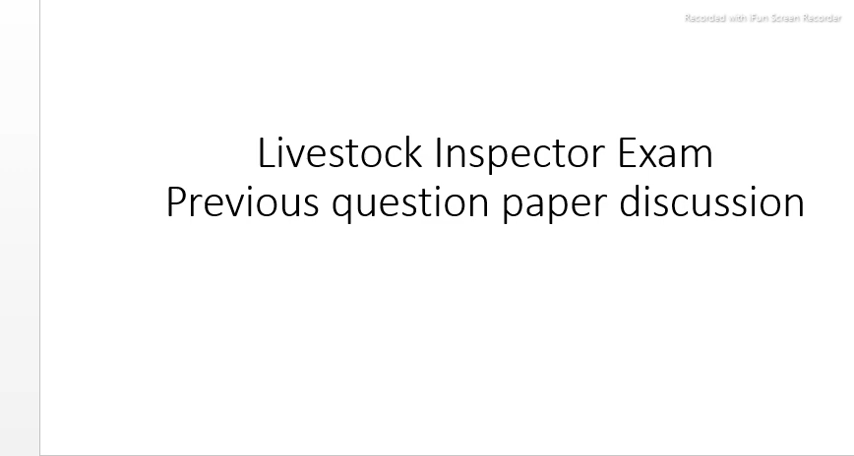 Recorded with iFun Screen Recorder
Livestock Inspector Exam
Previous question paper discussion